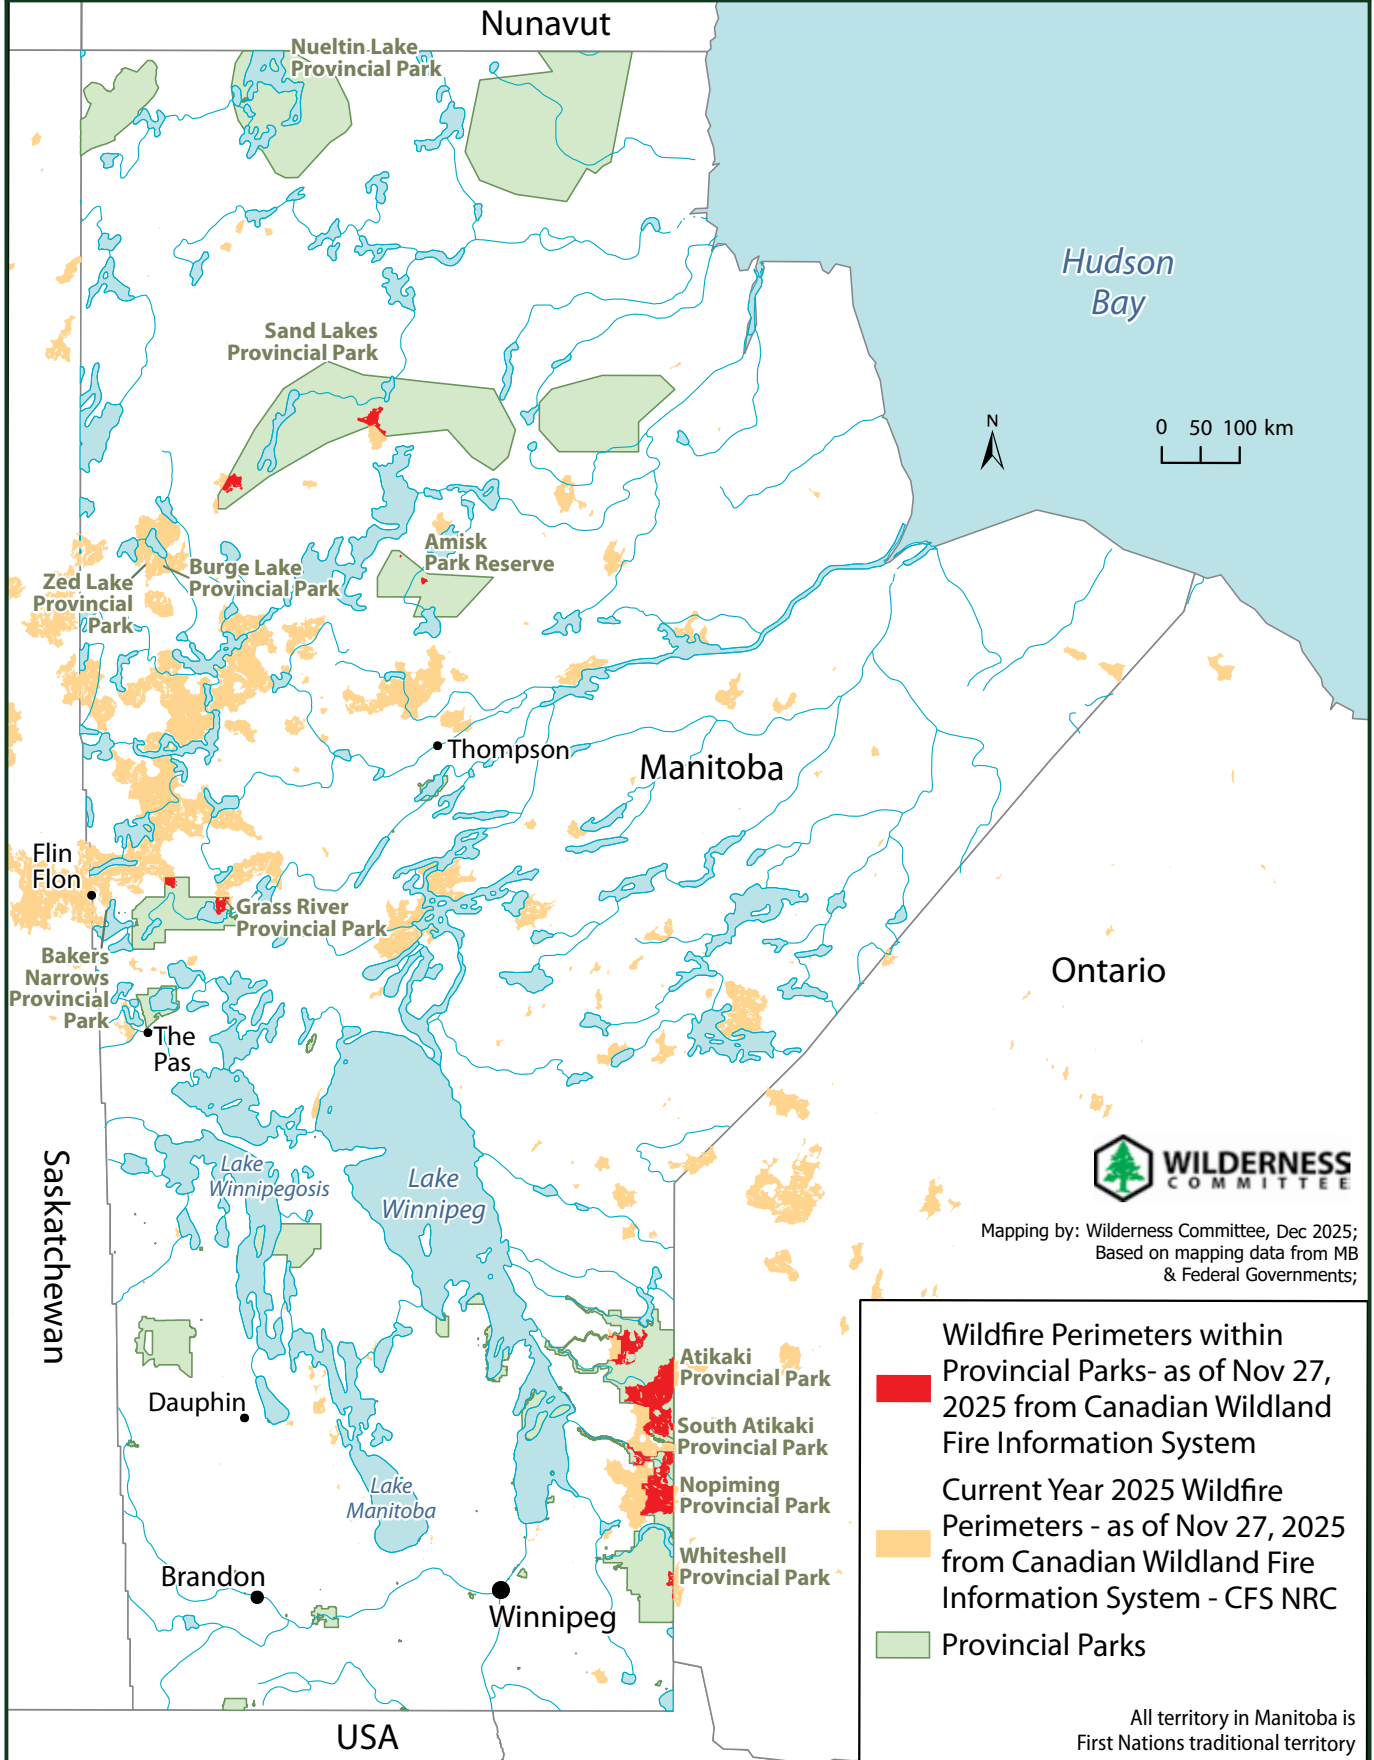 Nunavut
Nueltin Lake
Provincial Park
Hudson
Bay
Sand Lakes
Provincial Park
N
0 50 100 km
Amisk
Park Reserve
Burge Lake
Provincial Park
Zed Lake
Provincial
Park
Thompson
Manitoba
Flin
Flon
Grass River
Provincial Park
Bakers
Narrows
Provincial
Park
Ontario
The
Pas
Saskatchewan
Lake
Winnipegosis
Lake
Winnipeg
WILDERNESS
COMMITTEE
Mapping by: Wilderness Committee, Dec 2025;
Based on mapping data from MB
& Federal Governments;
Atikaki
Provincial Park
Dauphin
South Atikaki
Provincial Park
Lake
Manitoba
Nopiming
Provincial Park
Whiteshell
Provincial Park
Brandon
Winnipeg
USA
Wildfire Perimeters within
Provincial Parks- as of Nov 27,
2025 from Canadian Wildland
Fire Information System
Current Year 2025 Wildfire
Perimeters - as of Nov 27, 2025
from Canadian Wildland Fire
Information System - CFS NRC
Provincial Parks
All territory in Manitoba is
First Nations traditional territory